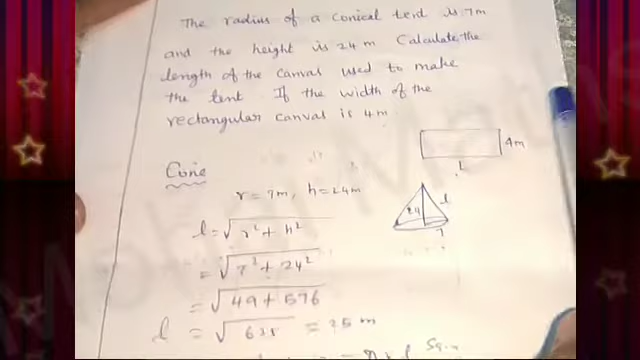 The radius of a conical tent is 7m
and the height is 24 m Calculate the
length of the canvas used to make
the tent If the width of the
rectangular canvas is 4m
4m
L
Cone
r = 7m, h = 24m
l
24
7
l = √r² + h²
= √7² + 24²
= √49 + 576
l = √625 = 25 m
= π r l Sq.